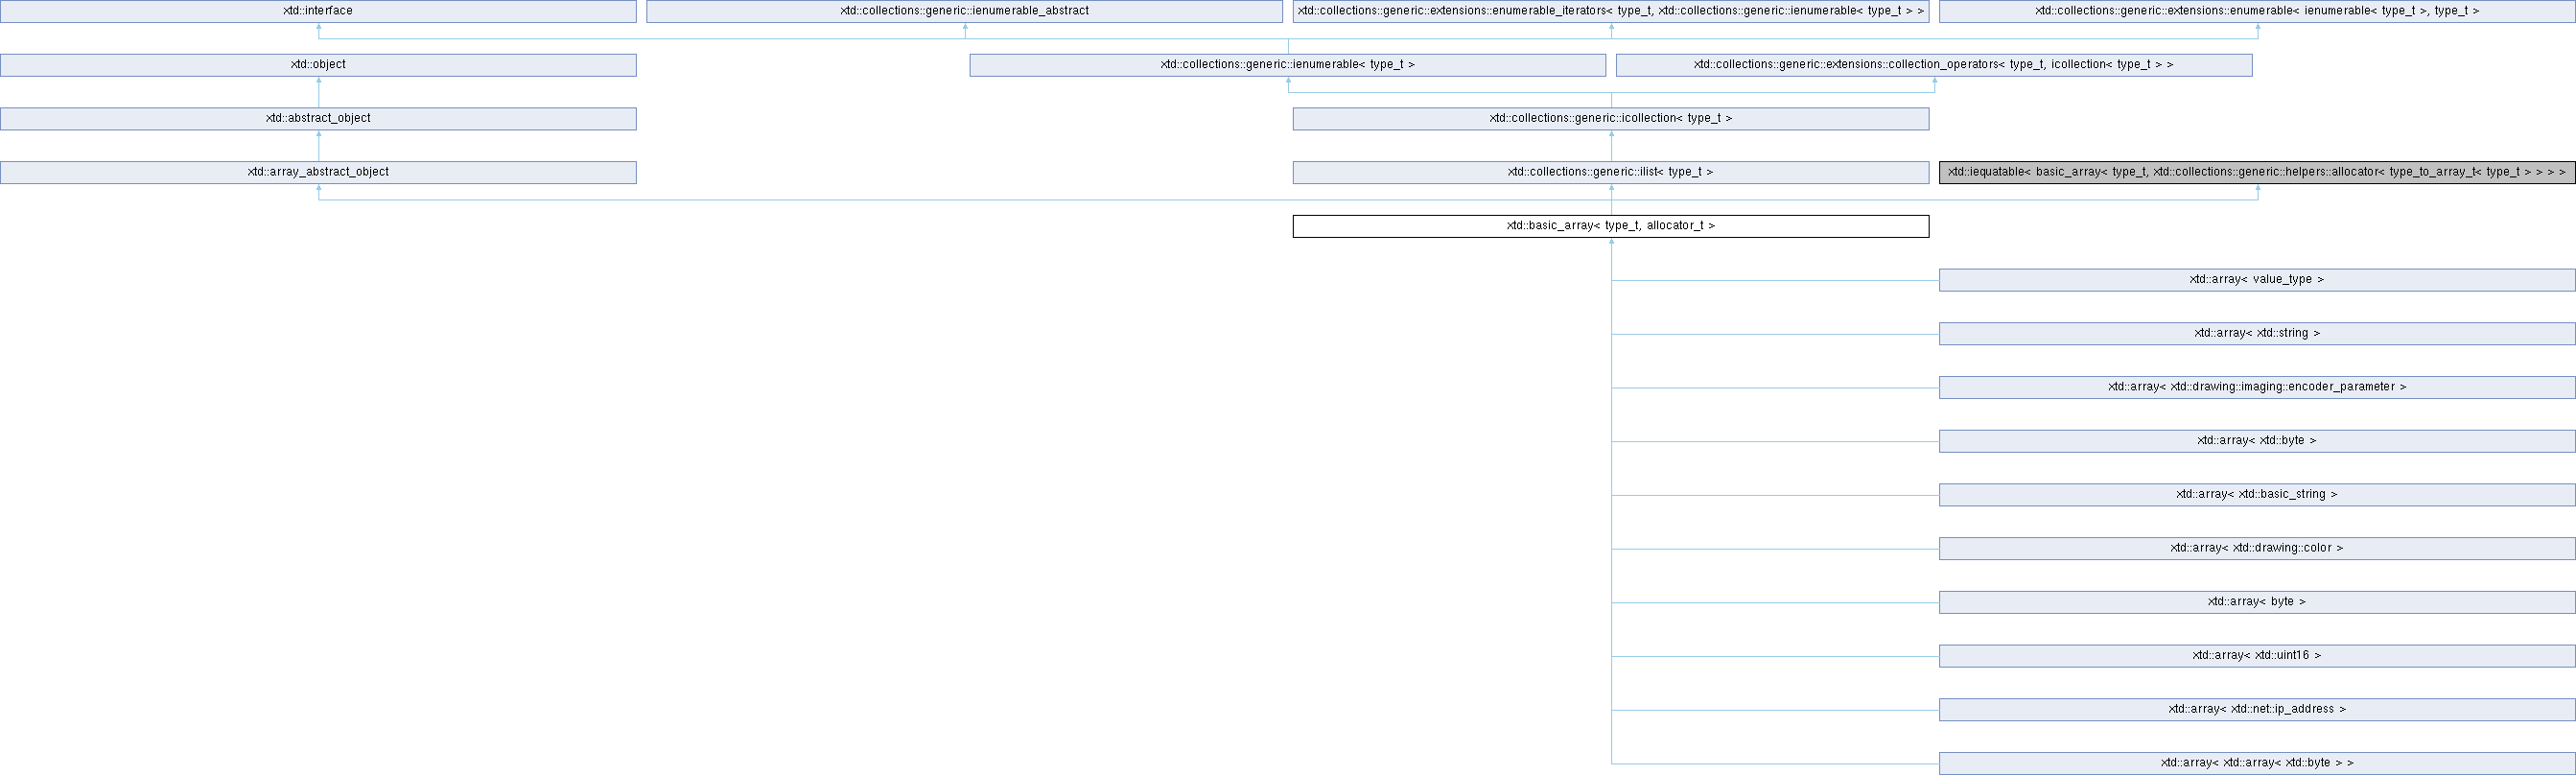 xtd::interface
xtd::collections::generic::ienumerable_abstract
xtd::collections::generic::extensions::enumerable_iterators< type_t, xtd::collections::generic::ienumerable< type_t > >
xtd::collections::generic::extensions::enumerable< ienumerable< type_t >, type_t >
xtd::object
xtd::collections::generic::ienumerable< type_t >
xtd::collections::generic::extensions::collection_operators< type_t, icollection< type_t > >
xtd::abstract_object
xtd::collections::generic::icollection< type_t >
xtd::array_abstract_object
xtd::collections::generic::ilist< type_t >
xtd::iequatable< basic_array< type_t, xtd::collections::generic::helpers::allocator< type_to_array_t< type_t > > > >
xtd::basic_array< type_t, allocator_t >
xtd::array< value_type >
xtd::array< xtd::string >
xtd::array< xtd::drawing::imaging::encoder_parameter >
xtd::array< xtd::byte >
xtd::array< xtd::basic_string >
xtd::array< xtd::drawing::color >
xtd::array< byte >
xtd::array< xtd::uint16 >
xtd::array< xtd::net::ip_address >
xtd::array< xtd::array< xtd::byte > >